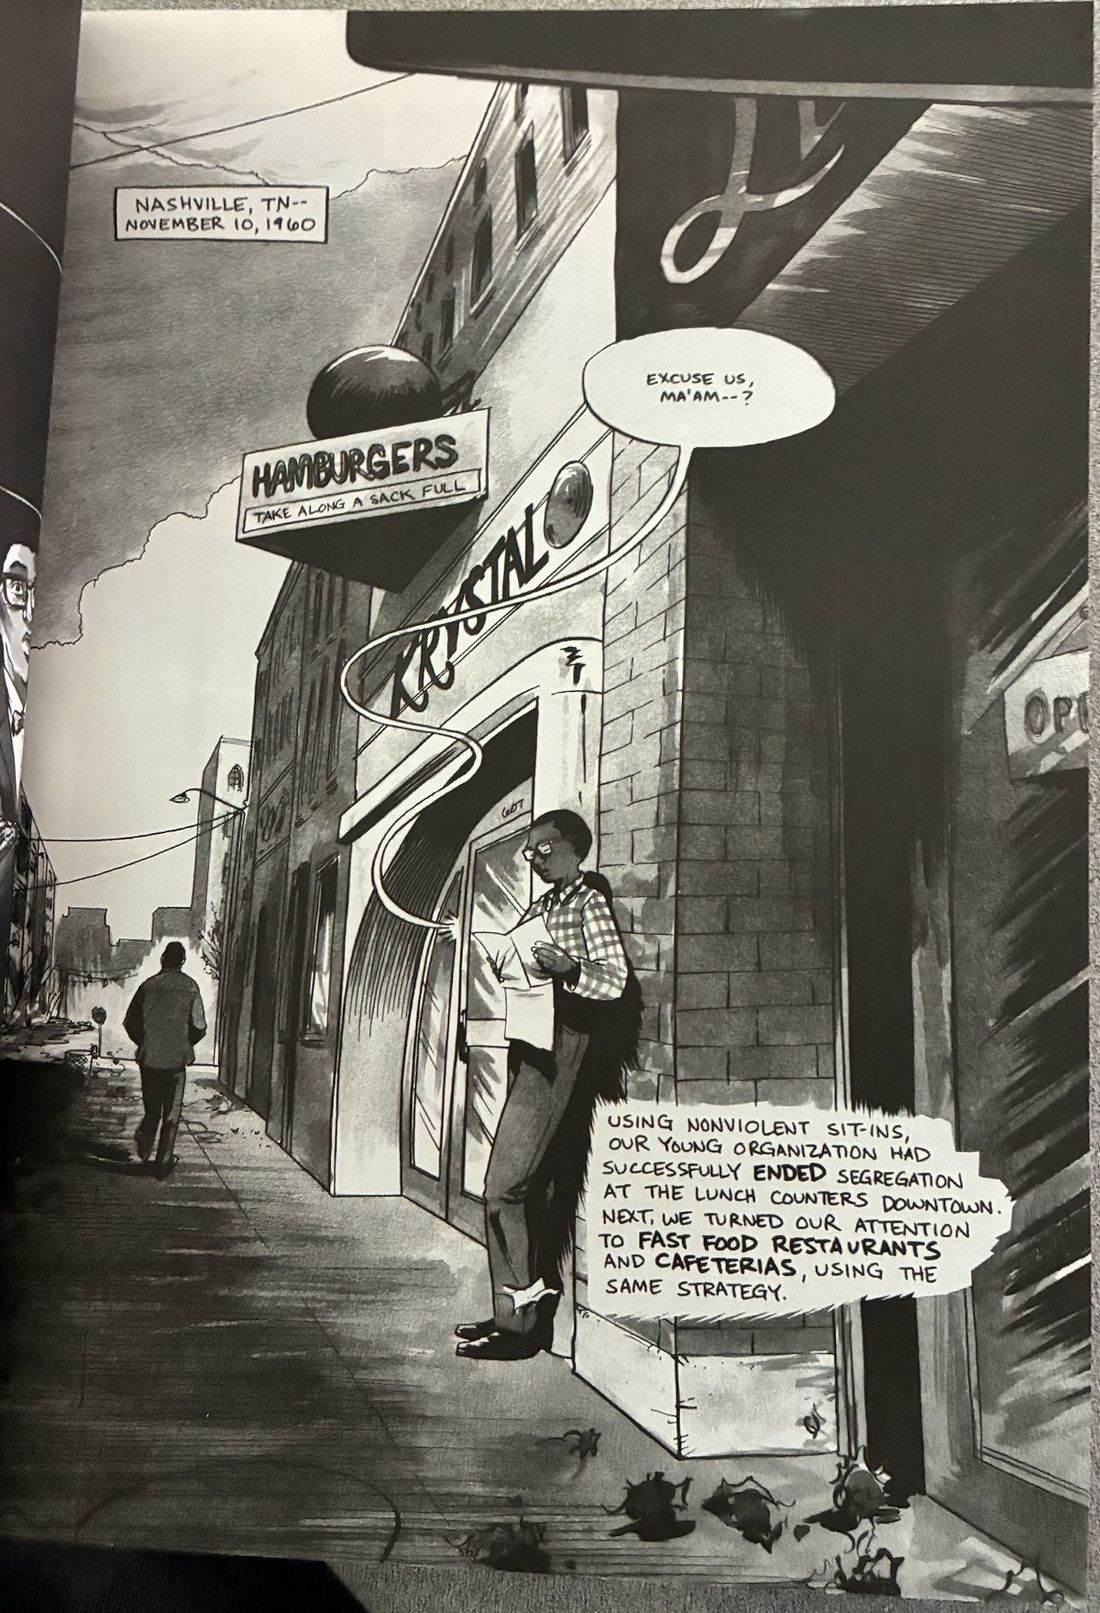 NASHVILLE, TN--
NOVEMBER 10, 1960
EXCUSE US,
MA'AM--?
HAMBURGERS
TAKE ALONG A SACK FULL
KRYSTAL
USING NONVIOLENT SIT-INS,
OUR YOUNG ORGANIZATION HAD
SUCCESSFULLY ENDED SEGREGATION
AT THE LUNCH COUNTERS DOWNTOWN.
NEXT, WE TURNED OUR ATTENTION
TO FAST FOOD RESTAURANTS
AND CAFETERIAS, USING THE
SAME STRATEGY.